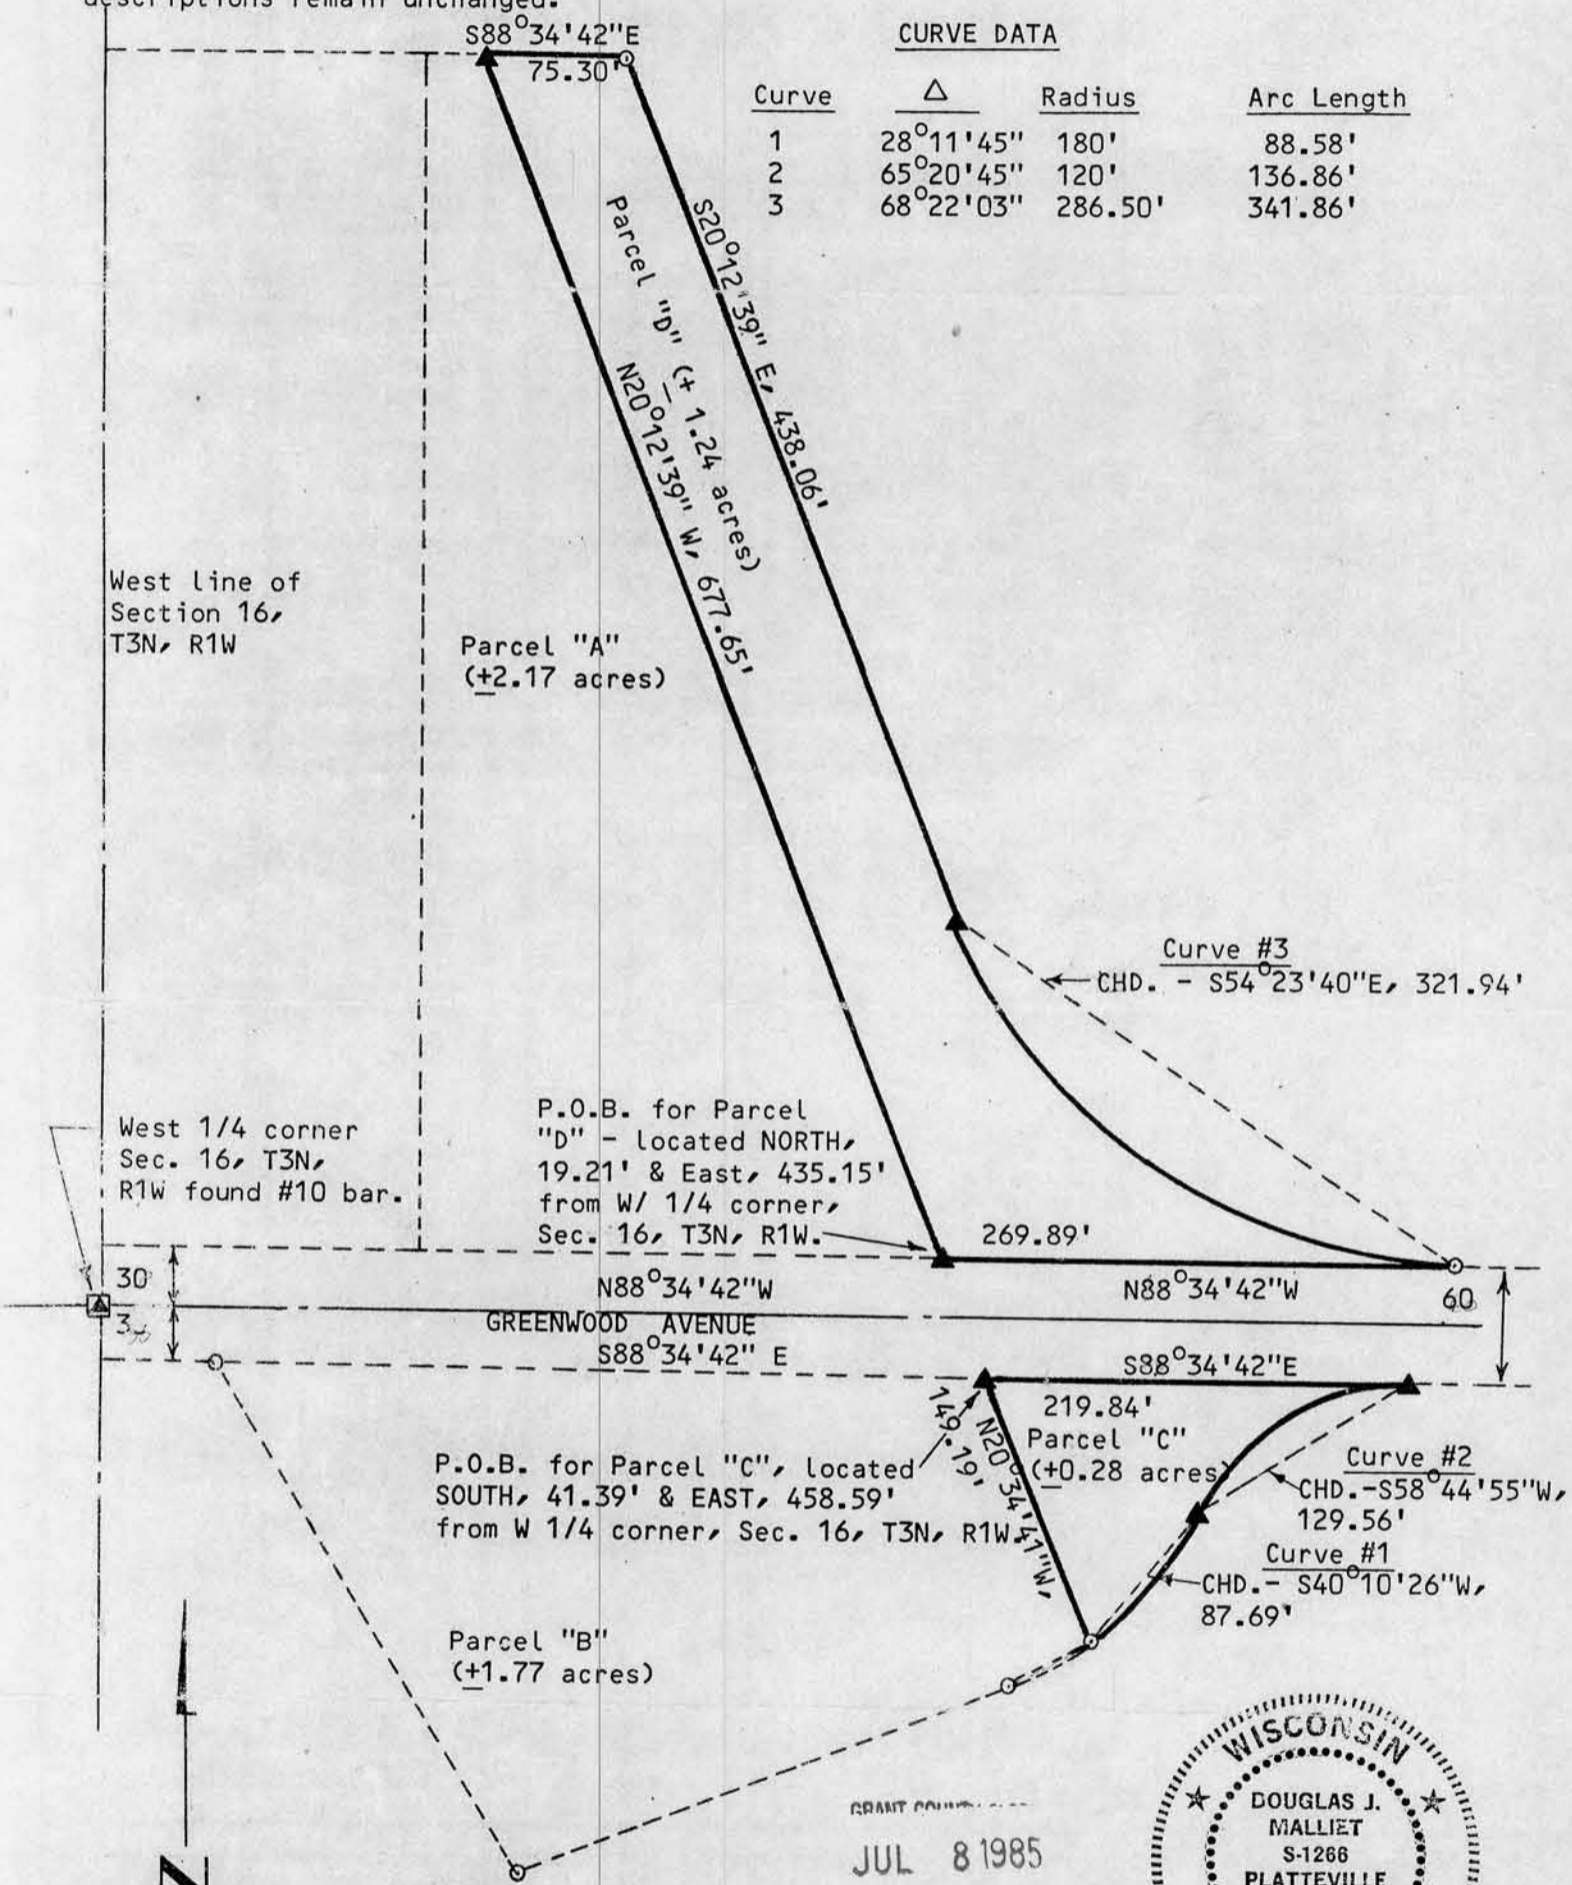 descriptions remain unchanged.
S88°34'42"E
75.30'
CURVE DATA
Curve △ Radius Arc Length
1 28°11'45" 180' 88.58'
2 65°20'45" 120' 136.86'
3 68°22'03" 286.50' 341.86'
Parcel "D" (± 1.24 acres)
S20°12'39" E, 438.06'
N20°12'39" W, 677.65'
West line of
Section 16,
T3N, R1W
Parcel "A"
(±2.17 acres)
Curve #3
CHD. - S54°23'40"E, 321.94'
West 1/4 corner
Sec. 16, T3N,
R1W found #10 bar.
P.O.B. for Parcel
"D" - located NORTH,
19.21' & East, 435.15'
from W/ 1/4 corner,
Sec. 16, T3N, R1W.
269.89'
30'
N88°34'42"W
N88°34'42"W
60
GREENWOOD AVENUE
S88°34'42" E
S88°34'42"E
219.84'
N20°34'41"W,
149.19'
Parcel "C"
(±0.28 acres)
P.O.B. for Parcel "C", located
SOUTH, 41.39' & EAST, 458.59'
from W 1/4 corner, Sec. 16, T3N, R1W.
Curve #2
CHD.-S58°44'55"W,
129.56'
Curve #1
CHD.- S40°10'26"W,
87.69'
Parcel "B"
(±1.77 acres)
N
GRANT
JUL 8 1985
WISCONSIN
DOUGLAS J.
MALLIET
S-1266
PLATTEVILLE